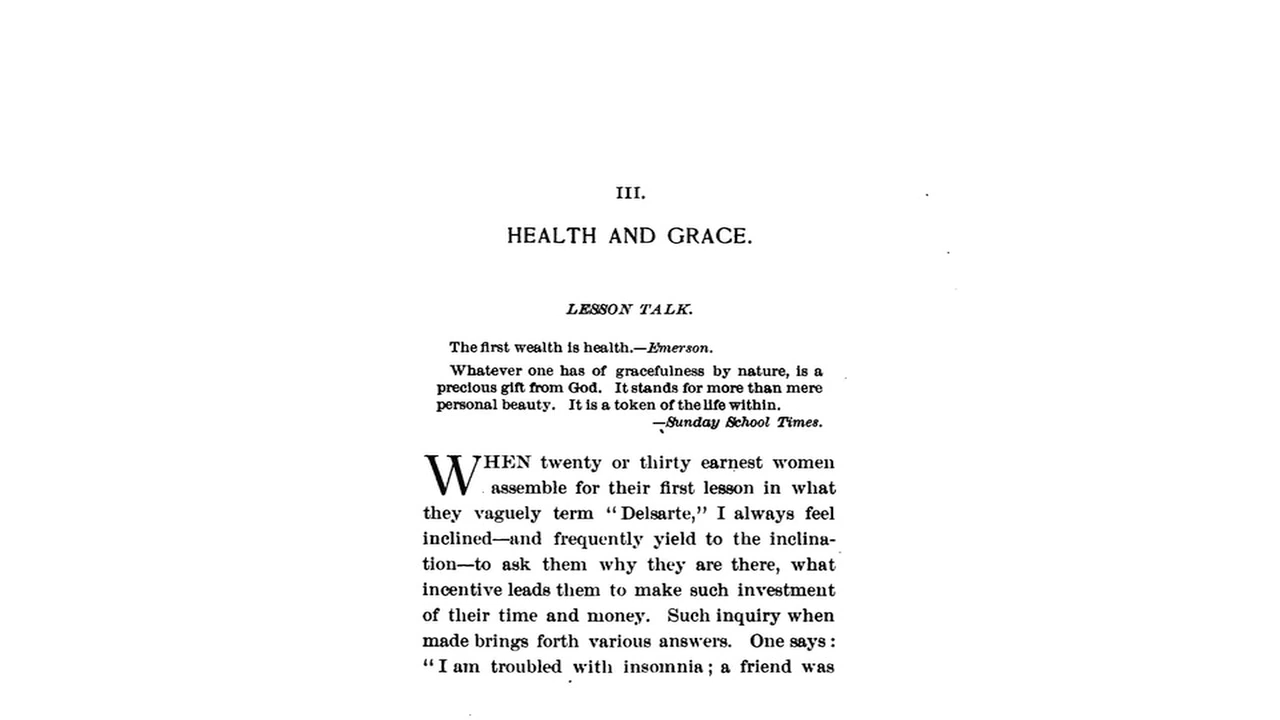 III.
HEALTH AND GRACE.
LESSON TALK.
The first wealth is health.—Emerson.
Whatever one has of gracefulness by nature, is a
precious gift from God. It stands for more than mere
personal beauty. It is a token of the life within.
—Sunday School Times.
WHEN twenty or thirty earnest women
assemble for their first lesson in what
they vaguely term “Delsarte,” I always feel
inclined—and frequently yield to the inclina-
tion—to ask them why they are there, what
incentive leads them to make such investment
of their time and money. Such inquiry when
made brings forth various answers. One says:
“I am troubled with insomnia; a friend was